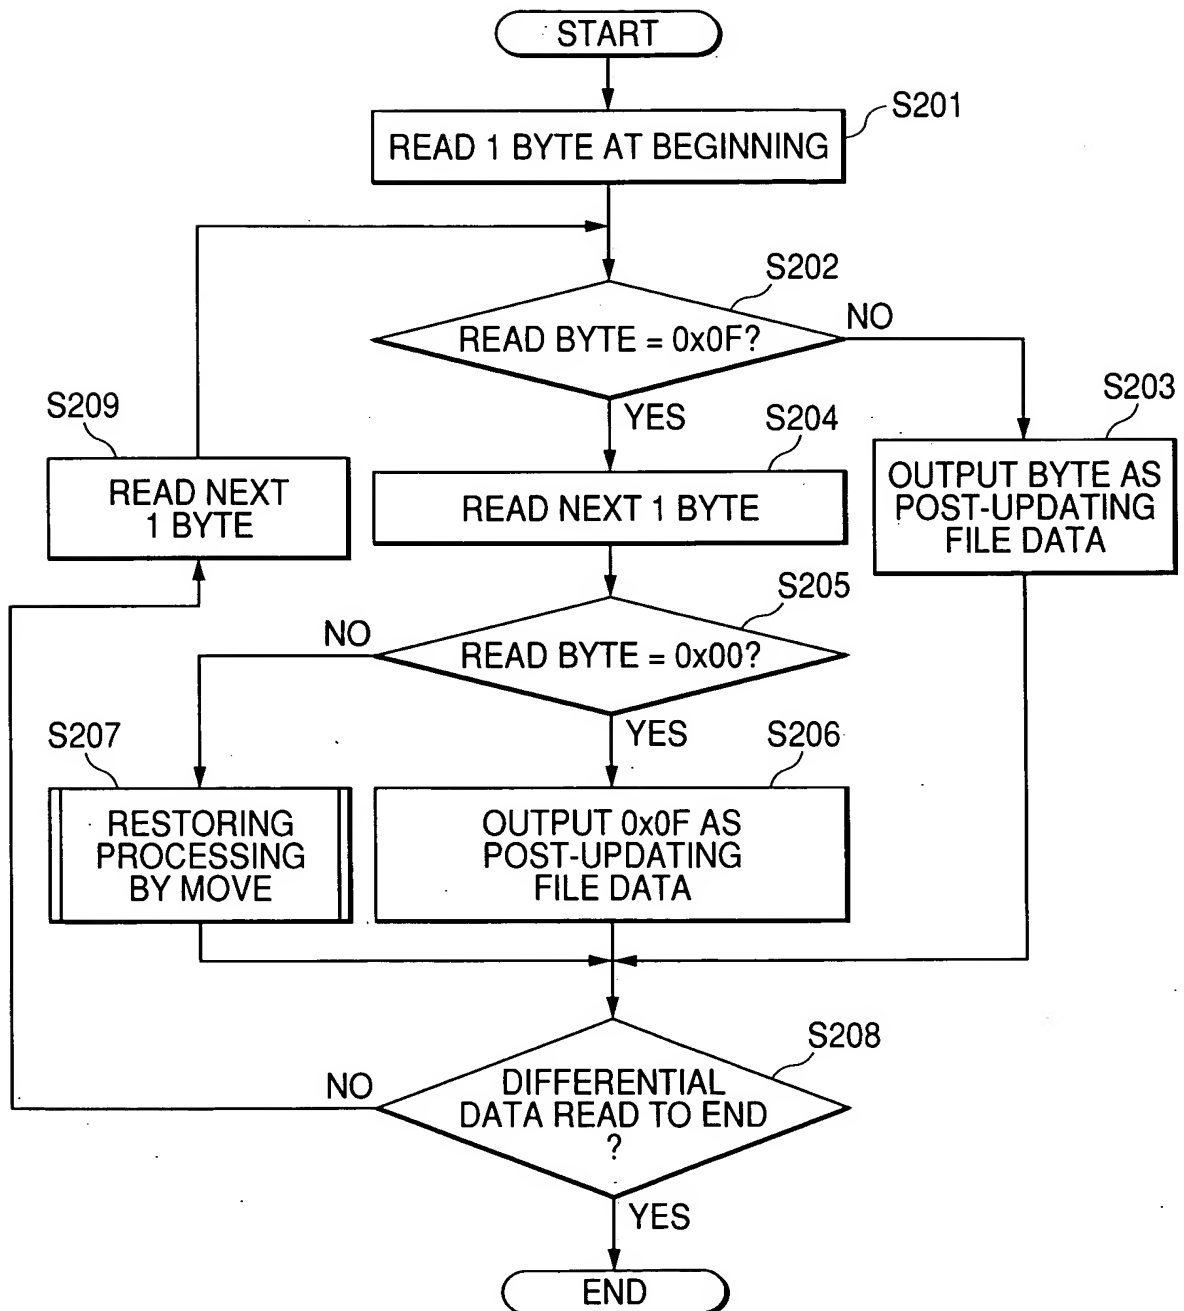 START
S201
READ 1 BYTE AT BEGINNING
S202
READ BYTE = 0x0F?
NO
YES
S209
READ NEXT
1 BYTE
S204
READ NEXT 1 BYTE
S203
OUTPUT BYTE AS
POST-UPDATING
FILE DATA
S205
READ BYTE = 0x00?
NO
YES
S207
RESTORING
PROCESSING
BY MOVE
S206
OUTPUT 0x0F AS
POST-UPDATING
FILE DATA
S208
DIFFERENTIAL
DATA READ TO END
?
NO
YES
END